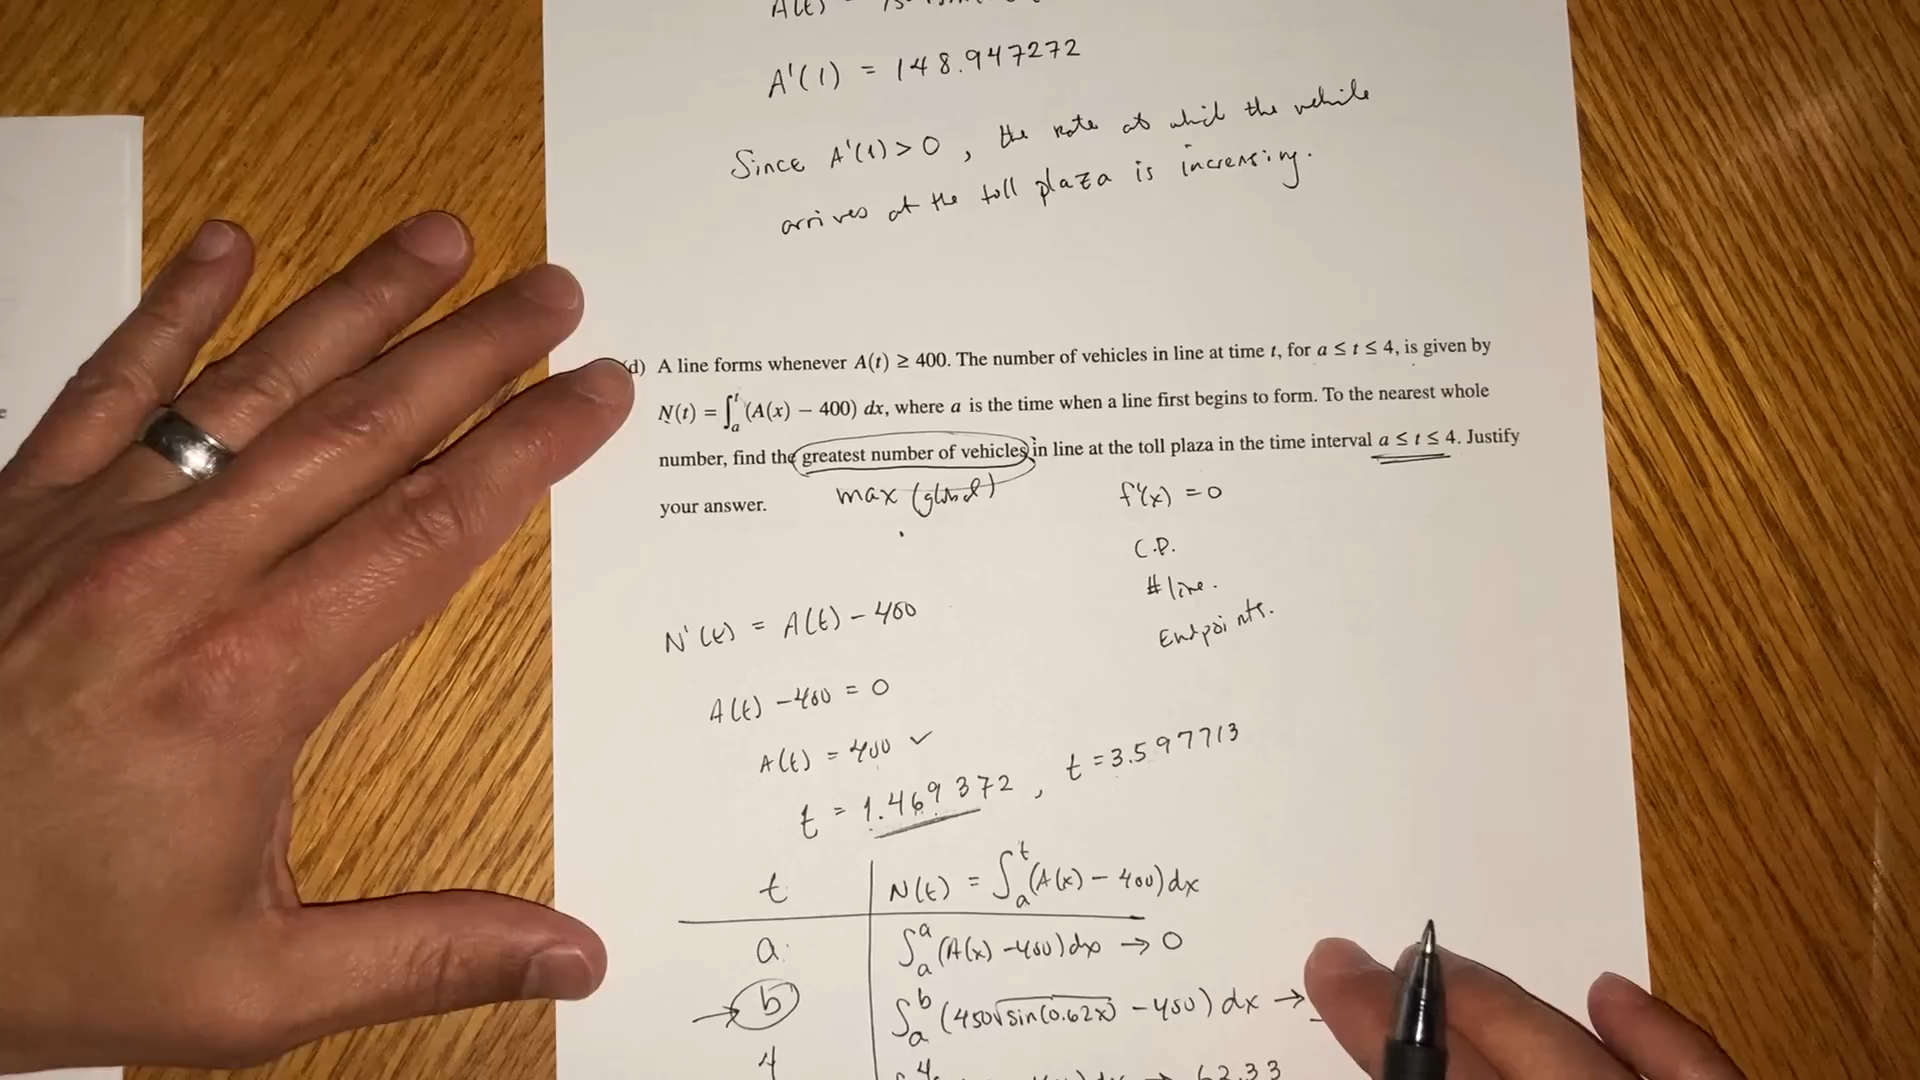 A(t)
A'(1) = 148.947272
Since A'(1) > 0 , the rate at which the vehile
arrives at the toll plaza is increasing.
d) A line forms whenever A(t) ≥ 400. The number of vehicles in line at time t, for a ≤ t ≤ 4, is given by
N(t) = ∫ₐᵗ (A(x) − 400) dx, where a is the time when a line first begins to form. To the nearest whole
number, find the greatest number of vehicles in line at the toll plaza in the time interval a ≤ t ≤ 4. Justify
your answer.
max (global)
f'(x) = 0
C.P.
# line.
Endpoints.
N'(t) = A(t) − 400
A(t) − 400 = 0
A(t) = 400 ✓
t = 1.469372 , t = 3.597713
t N(t) = ∫ₐᵗ (A(x) − 400) dx
a ∫ₐᵃ (A(x) − 400) dx → 0
→ b ∫ₐᵇ (450√sin(0.62x) − 400) dx →
4 62.33